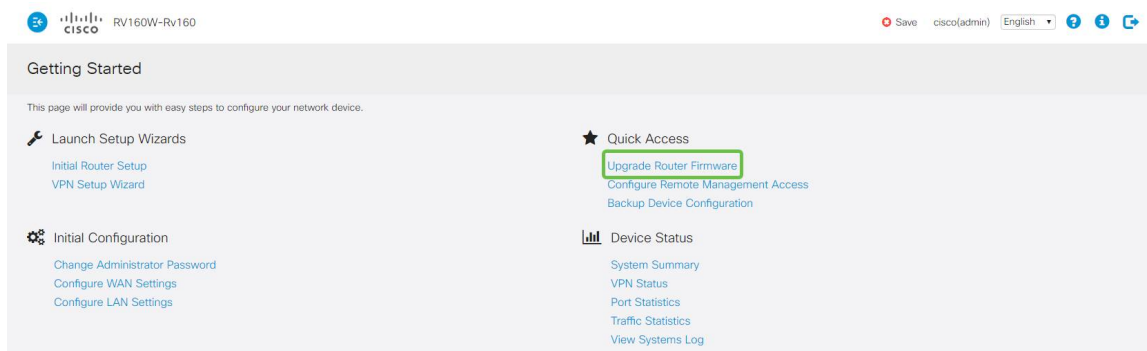 CISCO RV160W-Rv160
Save cisco(admin) English
Getting Started
This page will provide you with easy steps to configure your network device.
Launch Setup Wizards
Initial Router Setup
VPN Setup Wizard
Quick Access
Upgrade Router Firmware
Configure Remote Management Access
Backup Device Configuration
Initial Configuration
Change Administrator Password
Configure WAN Settings
Configure LAN Settings
Device Status
System Summary
VPN Status
Port Statistics
Traffic Statistics
View Systems Log